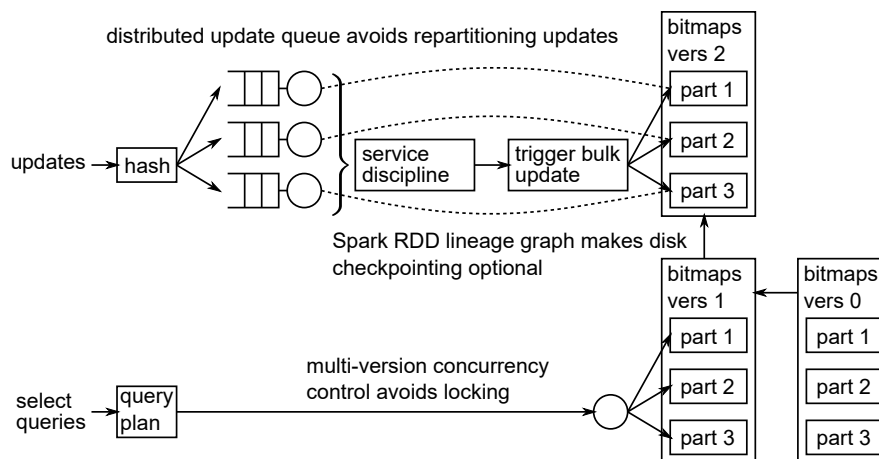 distributed update queue avoids repartitioning updates
bitmaps
vers 2
part 1
part 2
part 3
updates
hash
service
discipline
trigger bulk
update
Spark RDD lineage graph makes disk
checkpointing optional
bitmaps
vers 1
part 1
part 2
part 3
bitmaps
vers 0
part 1
part 2
part 3
multi-version concurrency
control avoids locking
select
queries
query
plan